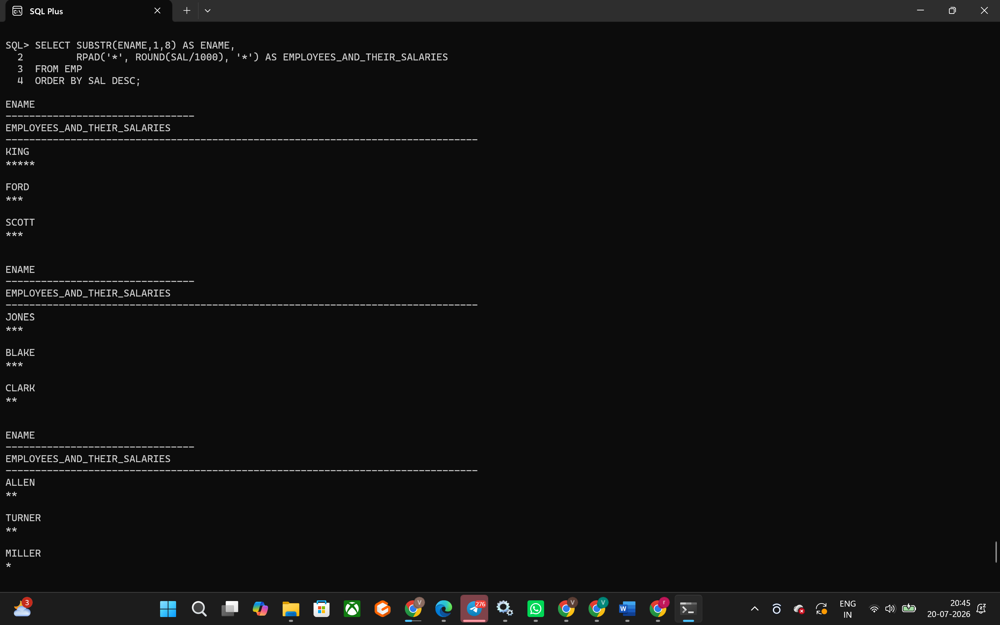 SQL Plus
SQL> SELECT SUBSTR(ENAME,1,8) AS ENAME,
  2         RPAD('*', ROUND(SAL/1000), '*') AS EMPLOYEES_AND_THEIR_SALARIES
  3  FROM EMP
  4  ORDER BY SAL DESC;
ENAME
--------------------------------
EMPLOYEES_AND_THEIR_SALARIES
--------------------------------------------------------------------------------
KING
*****
FORD
***
SCOTT
***
ENAME
--------------------------------
EMPLOYEES_AND_THEIR_SALARIES
--------------------------------------------------------------------------------
JONES
***
BLAKE
***
CLARK
**
ENAME
--------------------------------
EMPLOYEES_AND_THEIR_SALARIES
--------------------------------------------------------------------------------
ALLEN
**
TURNER
**
MILLER
*
3
V
276
V
V
W
r
ENG
IN
20:45
20-07-2026